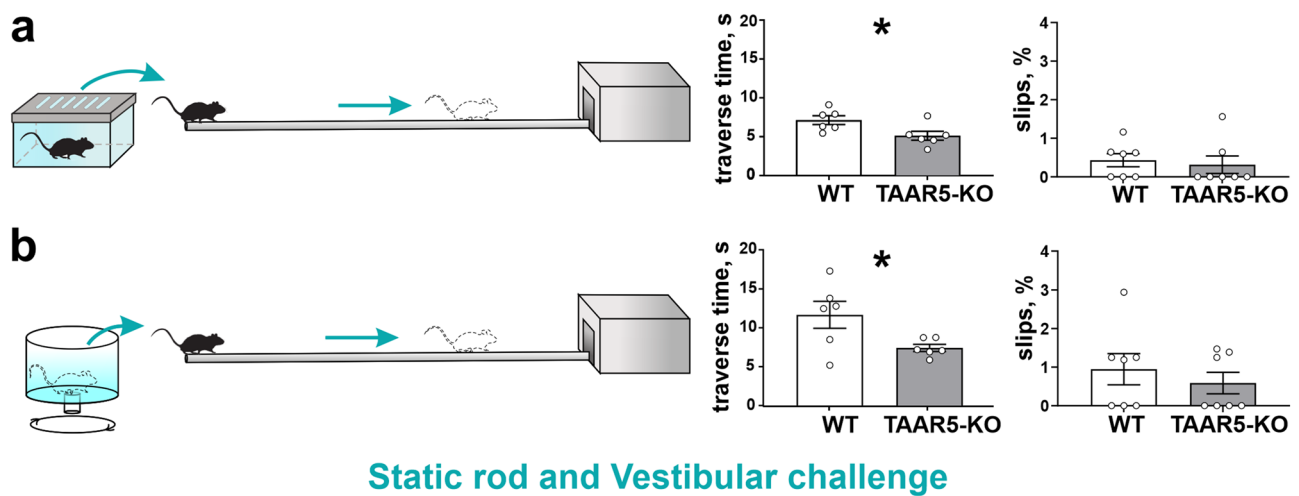 a
traverse time, s
20
15
10
5
0
*
WT TAAR5-KO
slips, %
4
3
2
1
0
WT TAAR5-KO
b
traverse time, s
20
15
10
5
0
*
WT TAAR5-KO
slips, %
4
3
2
1
0
WT TAAR5-KO
Static rod and Vestibular challenge